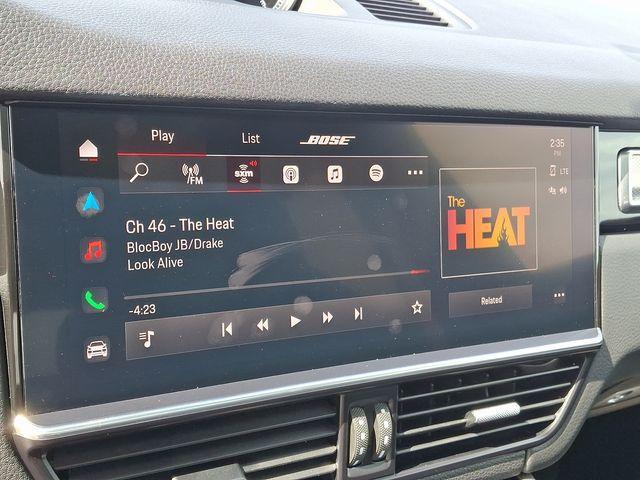 Play
List
BOSE
2:35
PM
FM
sxm
LTE
Ch 46 - The Heat
BlocBoy JB/Drake
Look Alive
The
HEAT
-4:23
Related